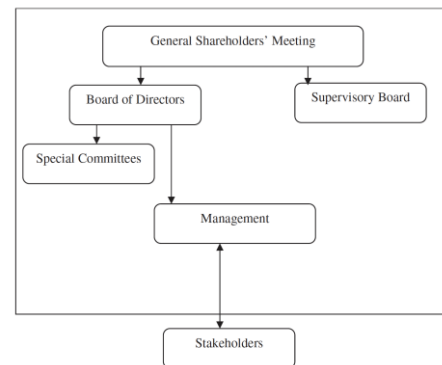 General Shareholders' Meeting
Board of Directors
Supervisory Board
Special Committees
Management
Stakeholders